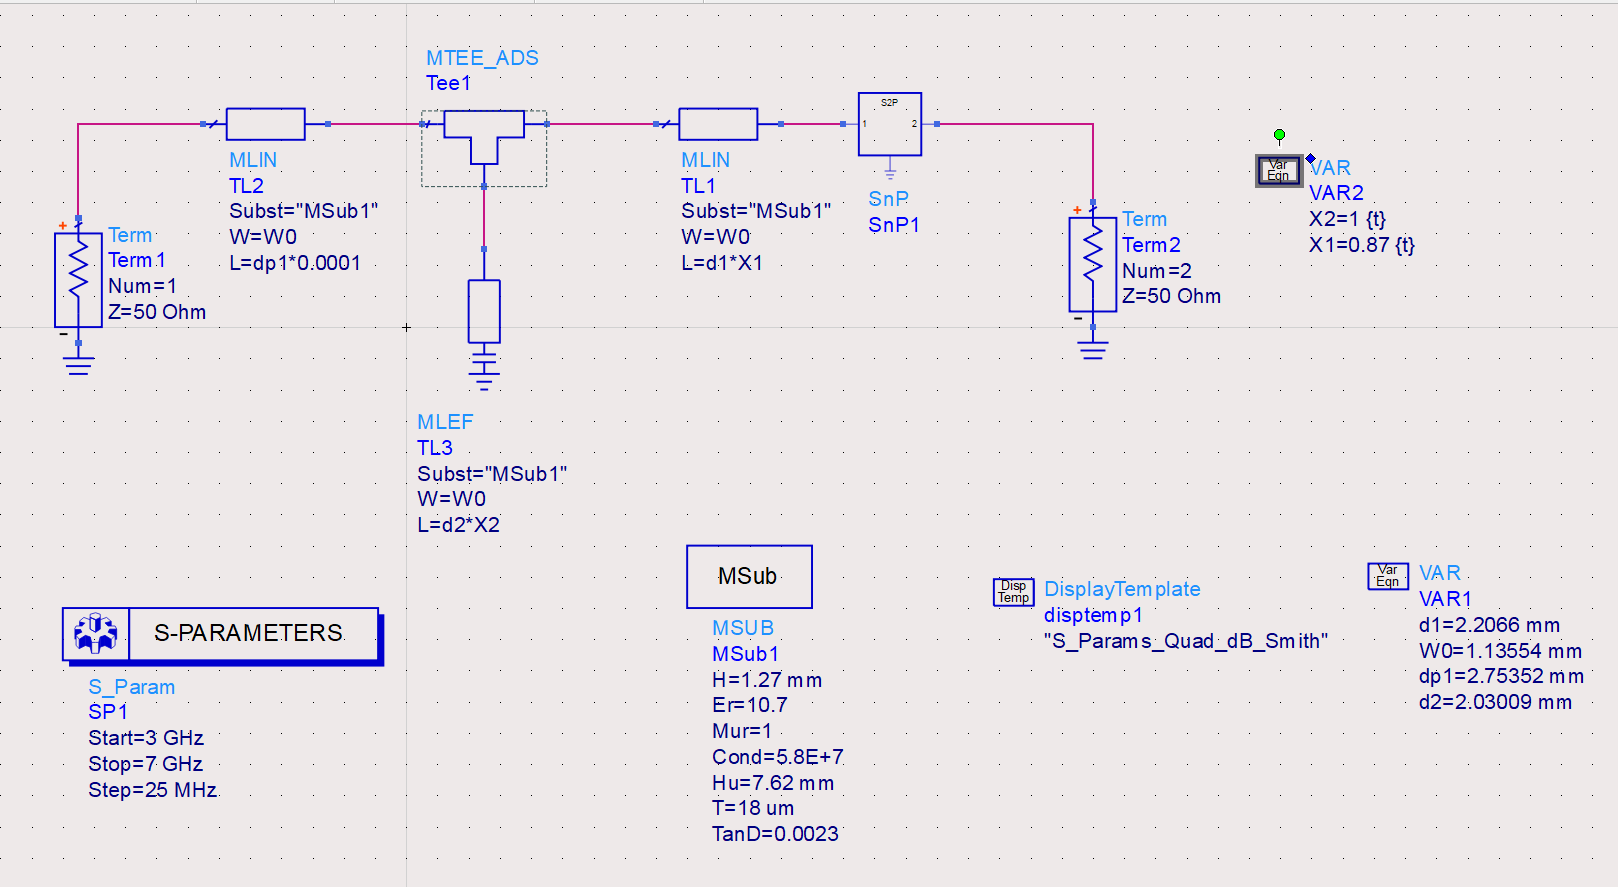 MTEE_ADS
Tee1
MLIN
TL2
Subst="MSub1"
W=W0
L=dp1*0.0001
MLIN
TL1
Subst="MSub1"
W=W0
L=d1*X1
S2P
1
2
SnP
SnP1
+
Term
Term1
Num=1
Z=50 Ohm
-
+
Term
Term2
Num=2
Z=50 Ohm
-
Var
Eqn
VAR
VAR2
X2=1 {t}
X1=0.87 {t}
MLEF
TL3
Subst="MSub1"
W=W0
L=d2*X2
S-PARAMETERS
S_Param
SP1
Start=3 GHz
Stop=7 GHz
Step=25 MHz
MSub
MSUB
MSub1
H=1.27 mm
Er=10.7
Mur=1
Cond=5.8E+7
Hu=7.62 mm
T=18 um
TanD=0.0023
Disp
Temp
DisplayTemplate
disptemp1
"S_Params_Quad_dB_Smith"
Var
Eqn
VAR
VAR1
d1=2.2066 mm
W0=1.13554 mm
dp1=2.75352 mm
d2=2.03009 mm